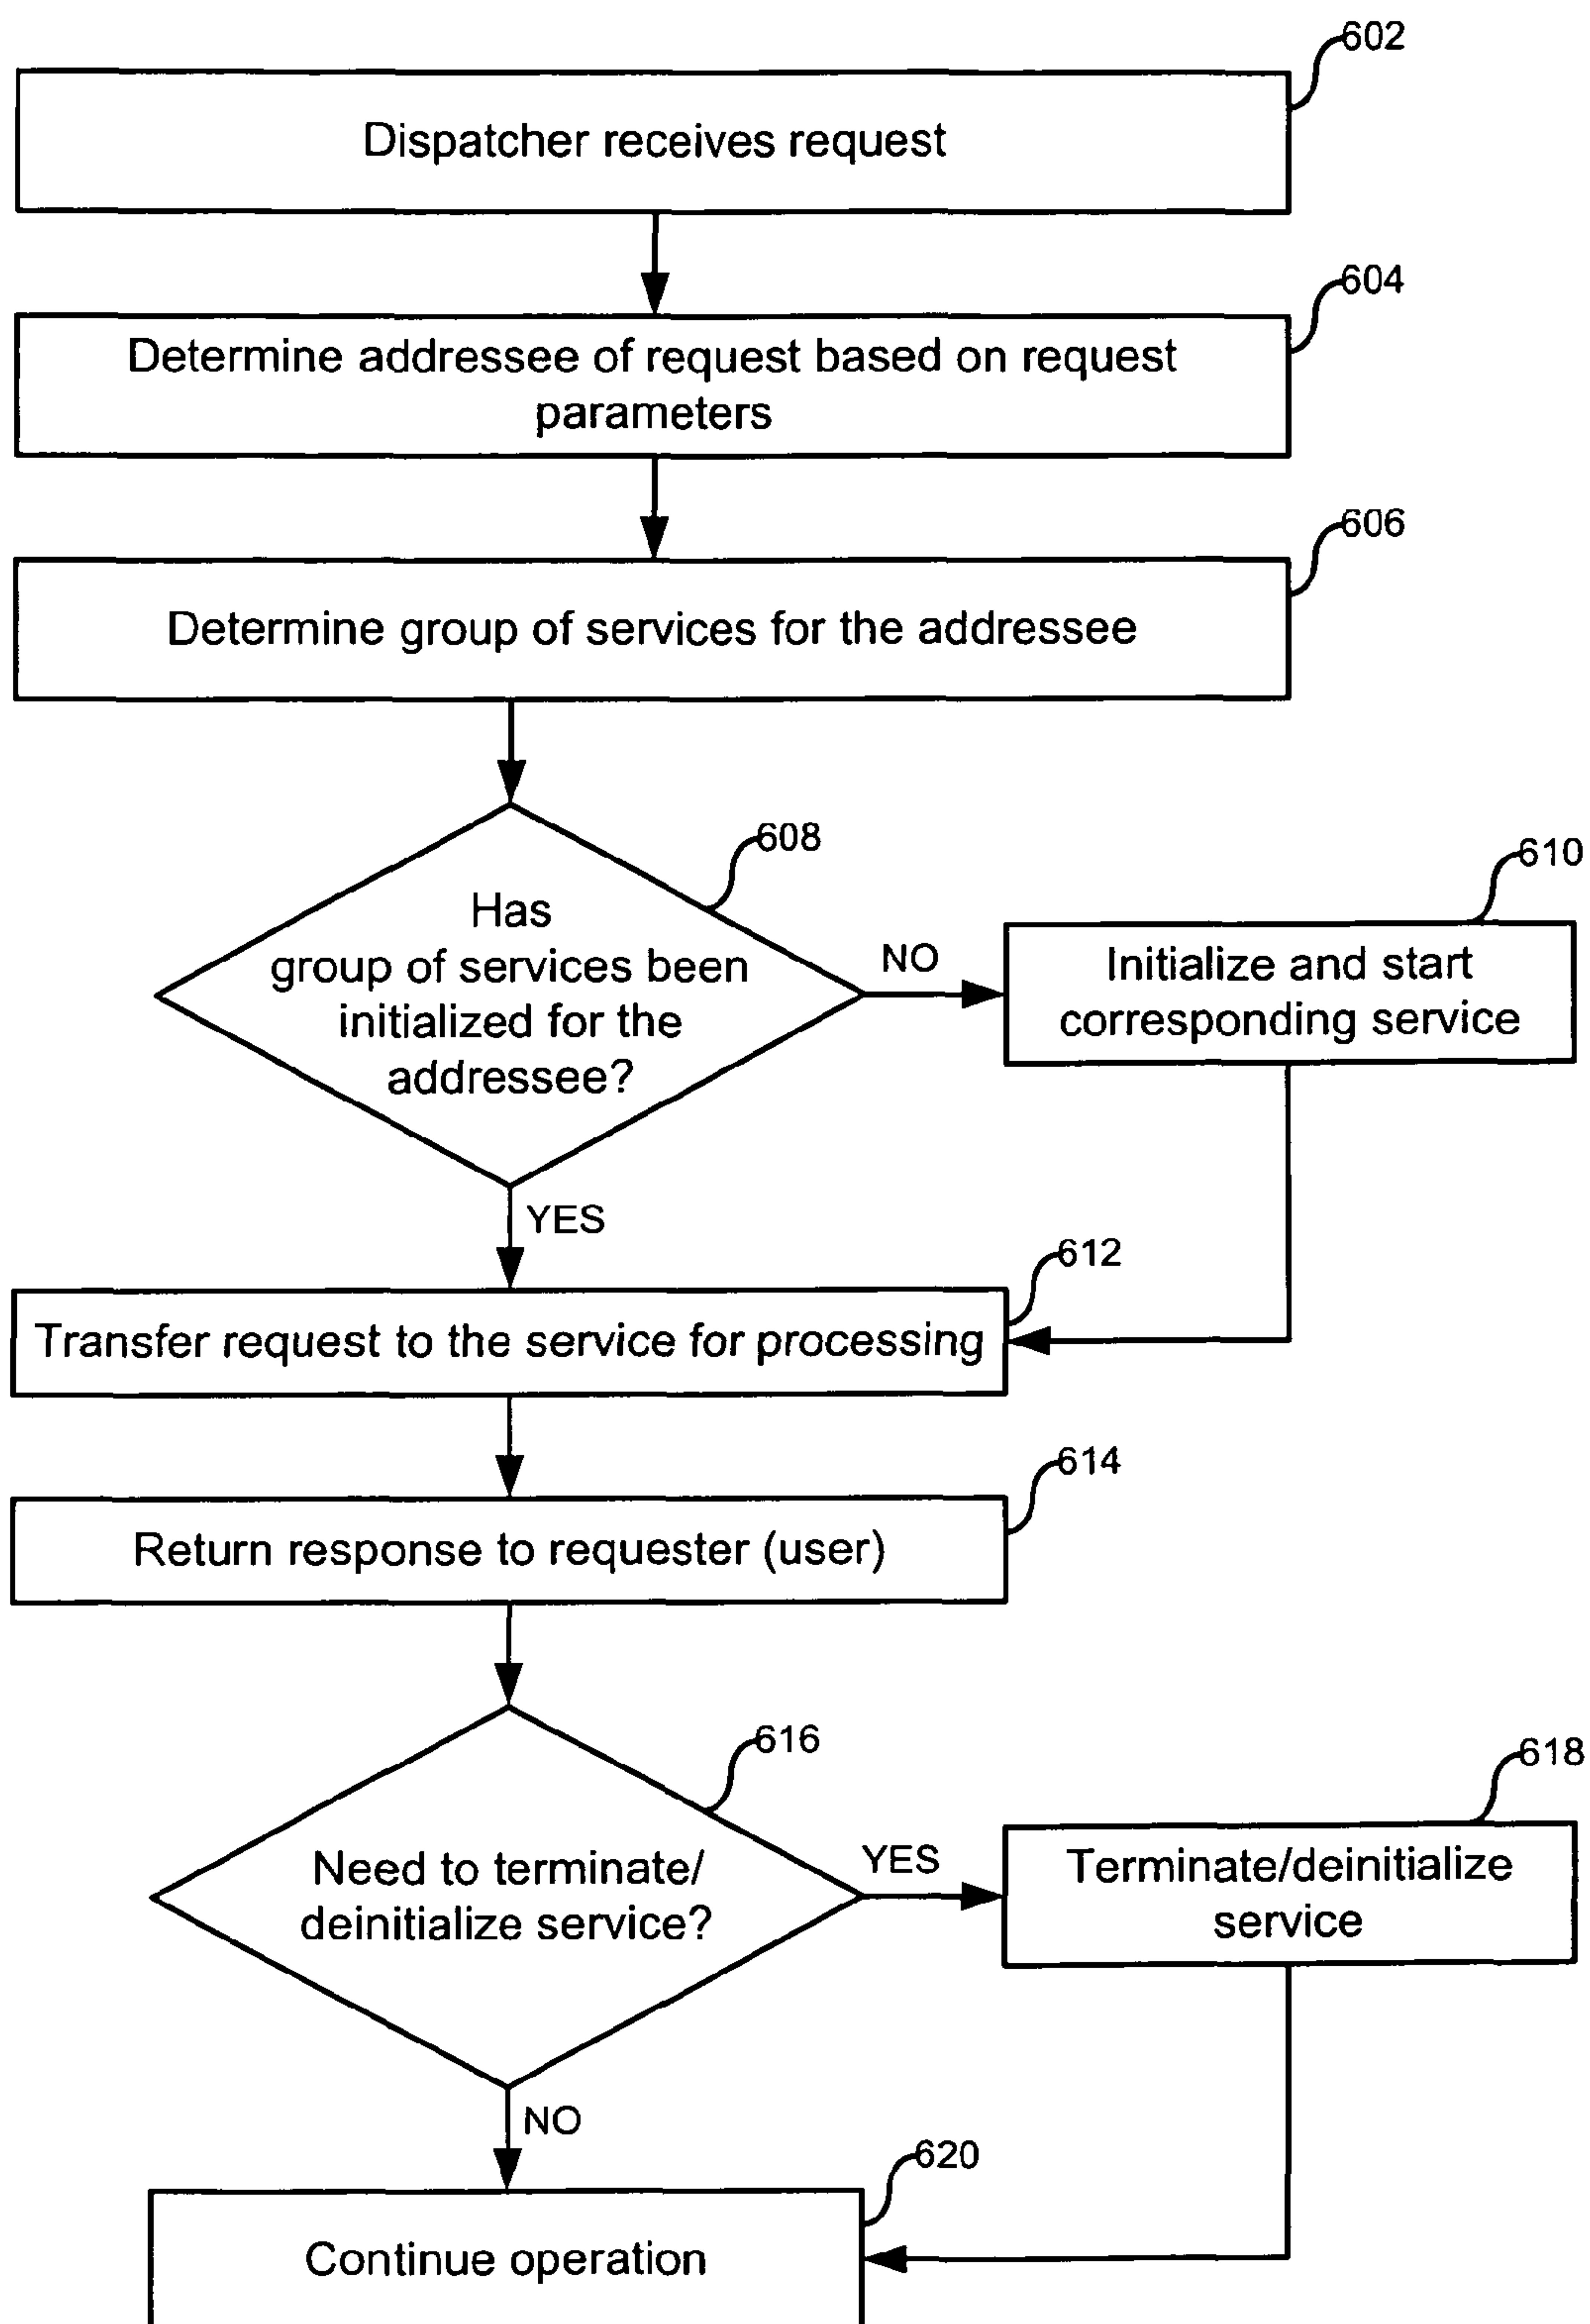 602
Dispatcher receives request
604
Determine addressee of request based on request
parameters
606
Determine group of services for the addressee
608
Has
group of services been
initialized for the
addressee?
NO
610
Initialize and start
corresponding service
YES
612
Transfer request to the service for processing
614
Return response to requester (user)
616
Need to terminate/
deinitialize service?
YES
618
Terminate/deinitialize
service
NO
620
Continue operation